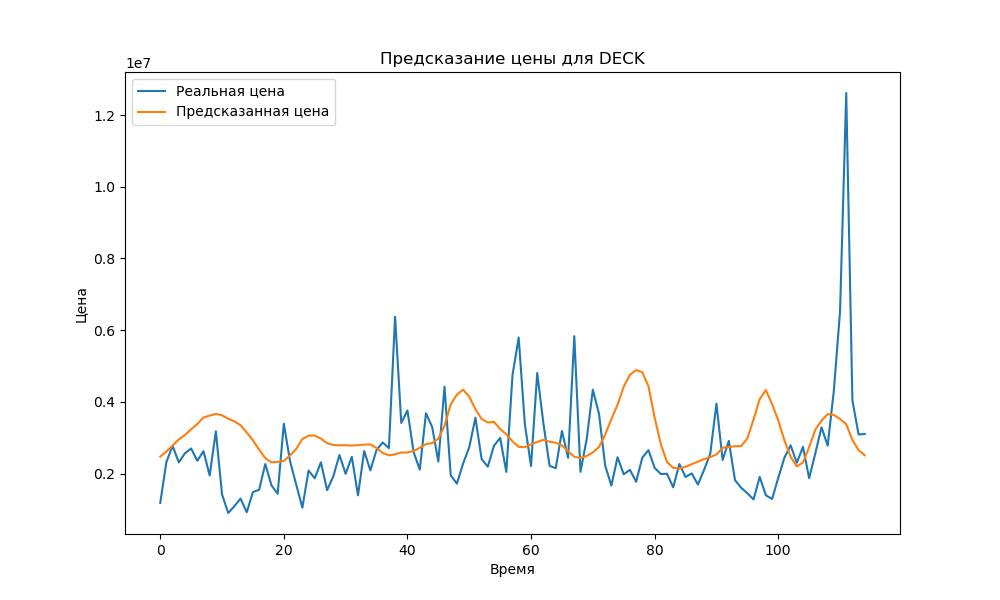 Предсказание цены для DECK
1e7
Реальная цена
Предсказанная цена
1.2
1.0
0.8
0.6
0.4
0.2
Цена
0 20 40 60 80 100
Время